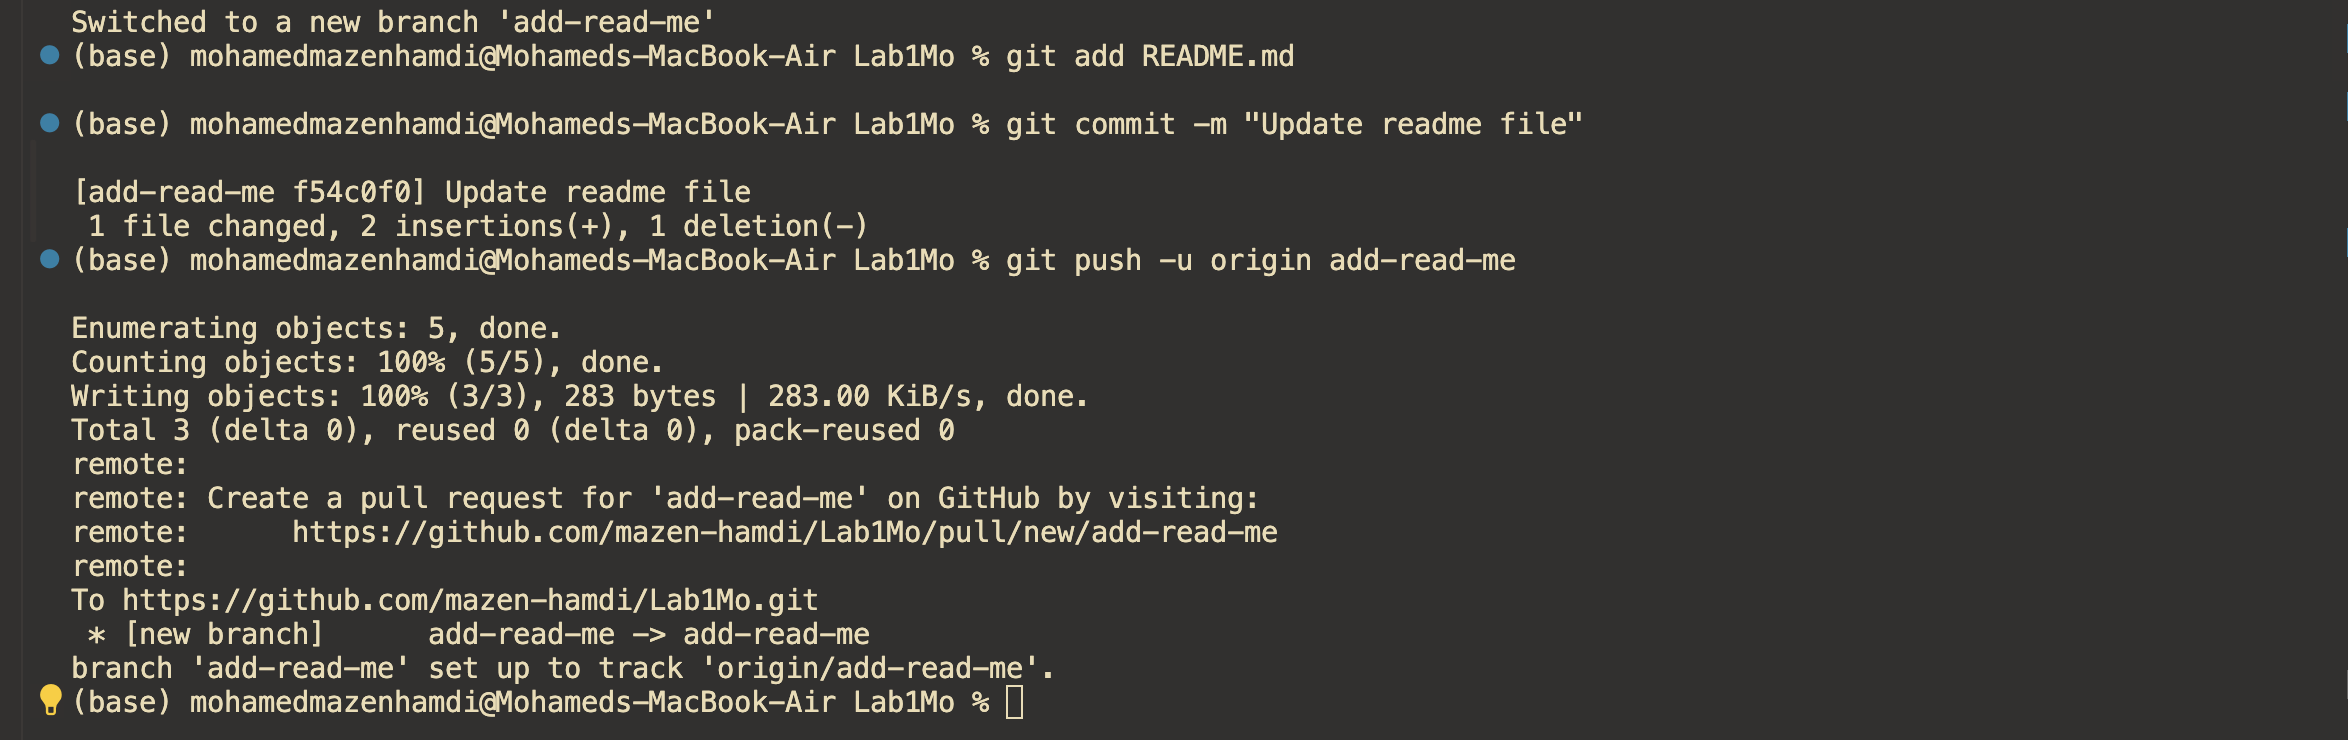 Switched to a new branch 'add-read-me'
(base) mohamedmazenhamdi@Mohameds-MacBook-Air Lab1Mo % git add README.md
(base) mohamedmazenhamdi@Mohameds-MacBook-Air Lab1Mo % git commit -m "Update readme file"
[add-read-me f54c0f0] Update readme file
 1 file changed, 2 insertions(+), 1 deletion(-)
(base) mohamedmazenhamdi@Mohameds-MacBook-Air Lab1Mo % git push -u origin add-read-me
Enumerating objects: 5, done.
Counting objects: 100% (5/5), done.
Writing objects: 100% (3/3), 283 bytes | 283.00 KiB/s, done.
Total 3 (delta 0), reused 0 (delta 0), pack-reused 0
remote:
remote: Create a pull request for 'add-read-me' on GitHub by visiting:
remote:      https://github.com/mazen-hamdi/Lab1Mo/pull/new/add-read-me
remote:
To https://github.com/mazen-hamdi/Lab1Mo.git
 * [new branch]      add-read-me -> add-read-me
branch 'add-read-me' set up to track 'origin/add-read-me'.
(base) mohamedmazenhamdi@Mohameds-MacBook-Air Lab1Mo %